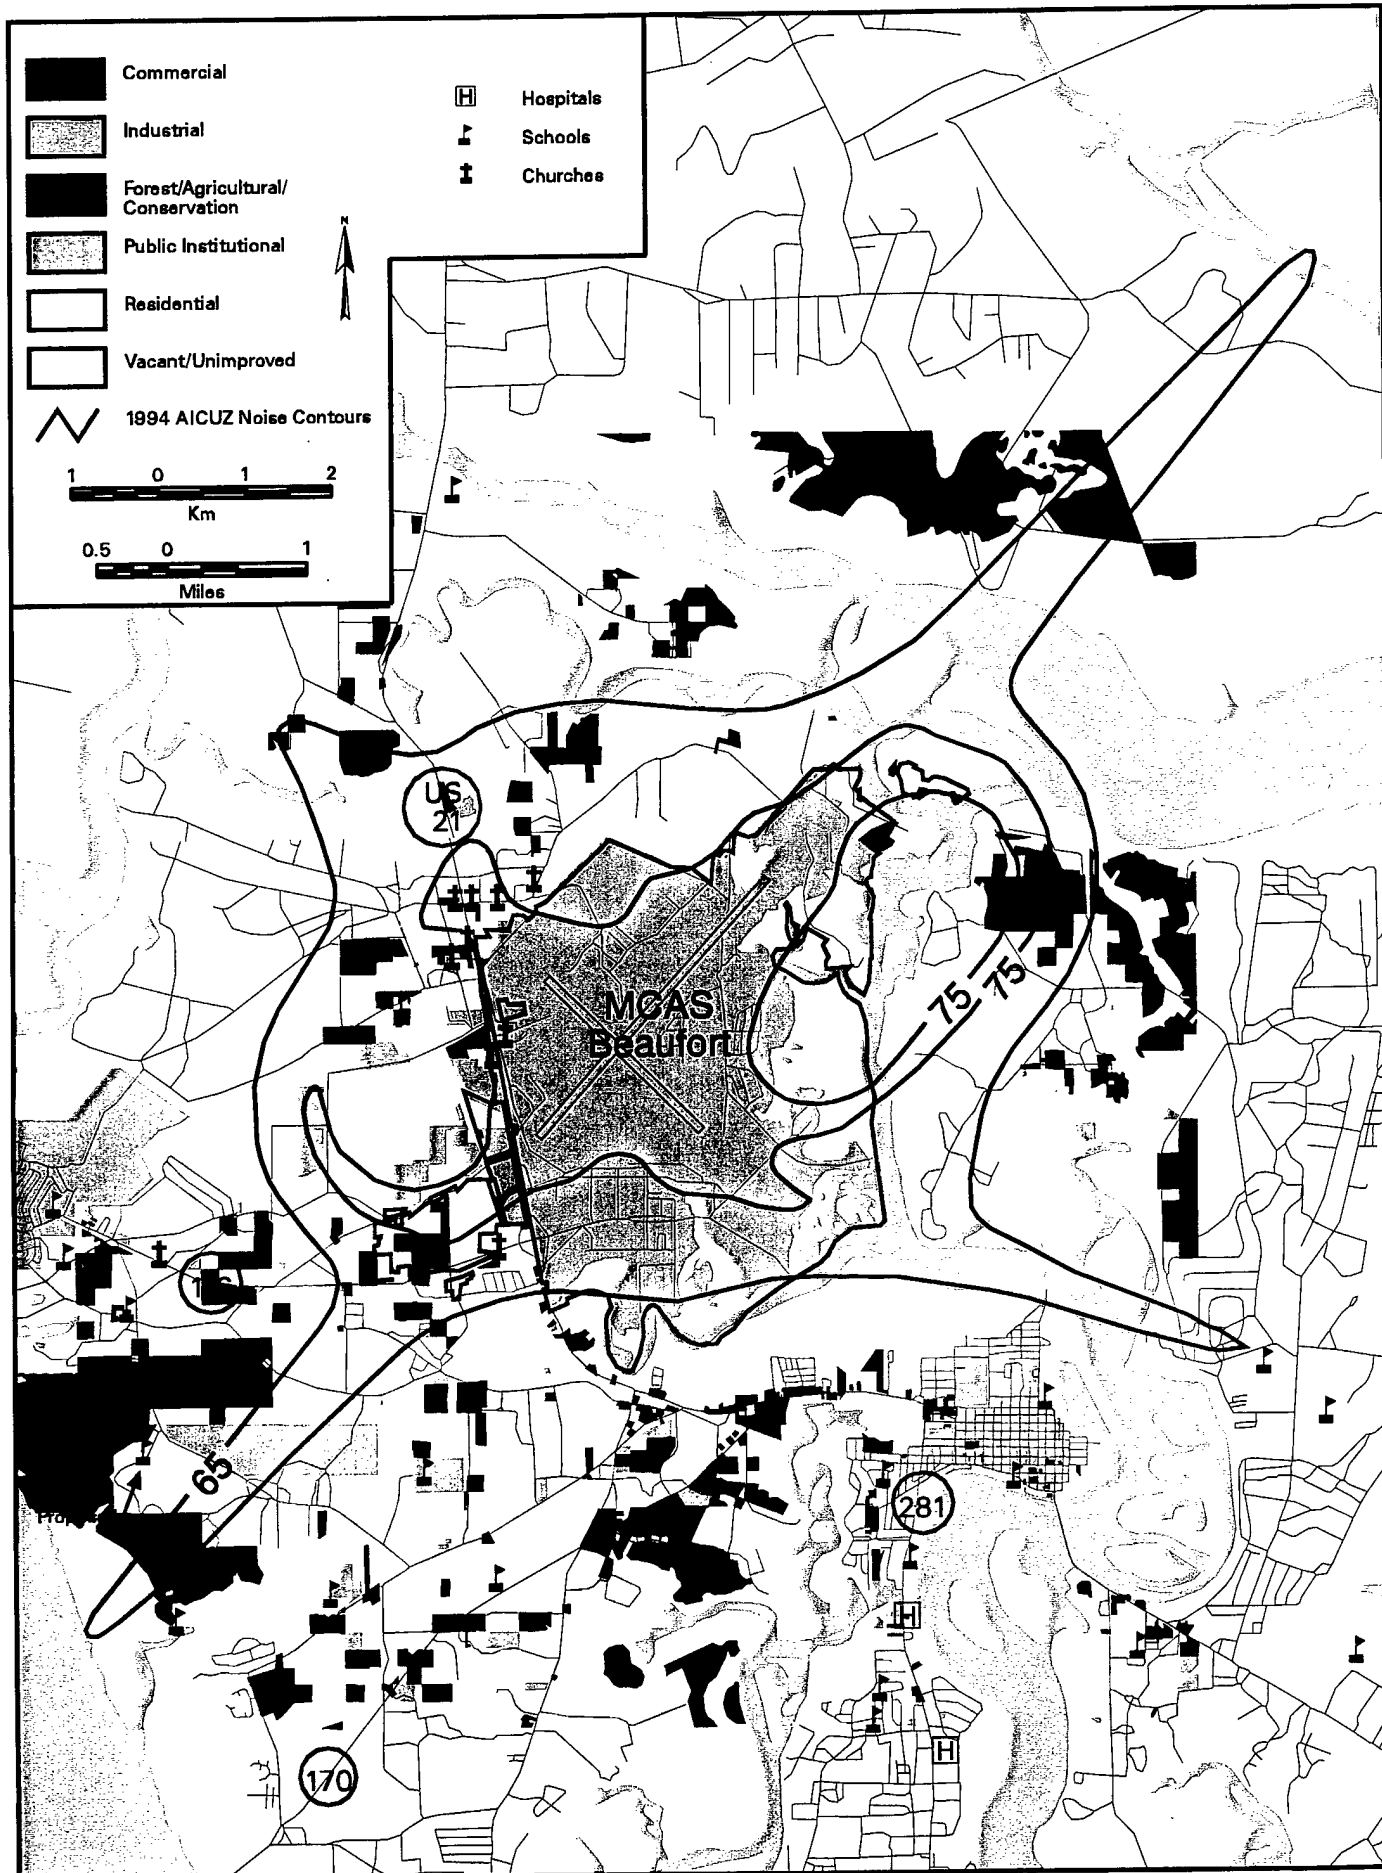 Commercial
Industrial
Forest/Agricultural/
Conservation
Public Institutional
Residential
Vacant/Unimproved
1994 AICUZ Noise Contours
H Hospitals
Schools
Churches
N
1 0 1 2
Km
0.5 0 1
Miles
US
21
MCAS
Beaufort
75
75
65
281
H
H
170